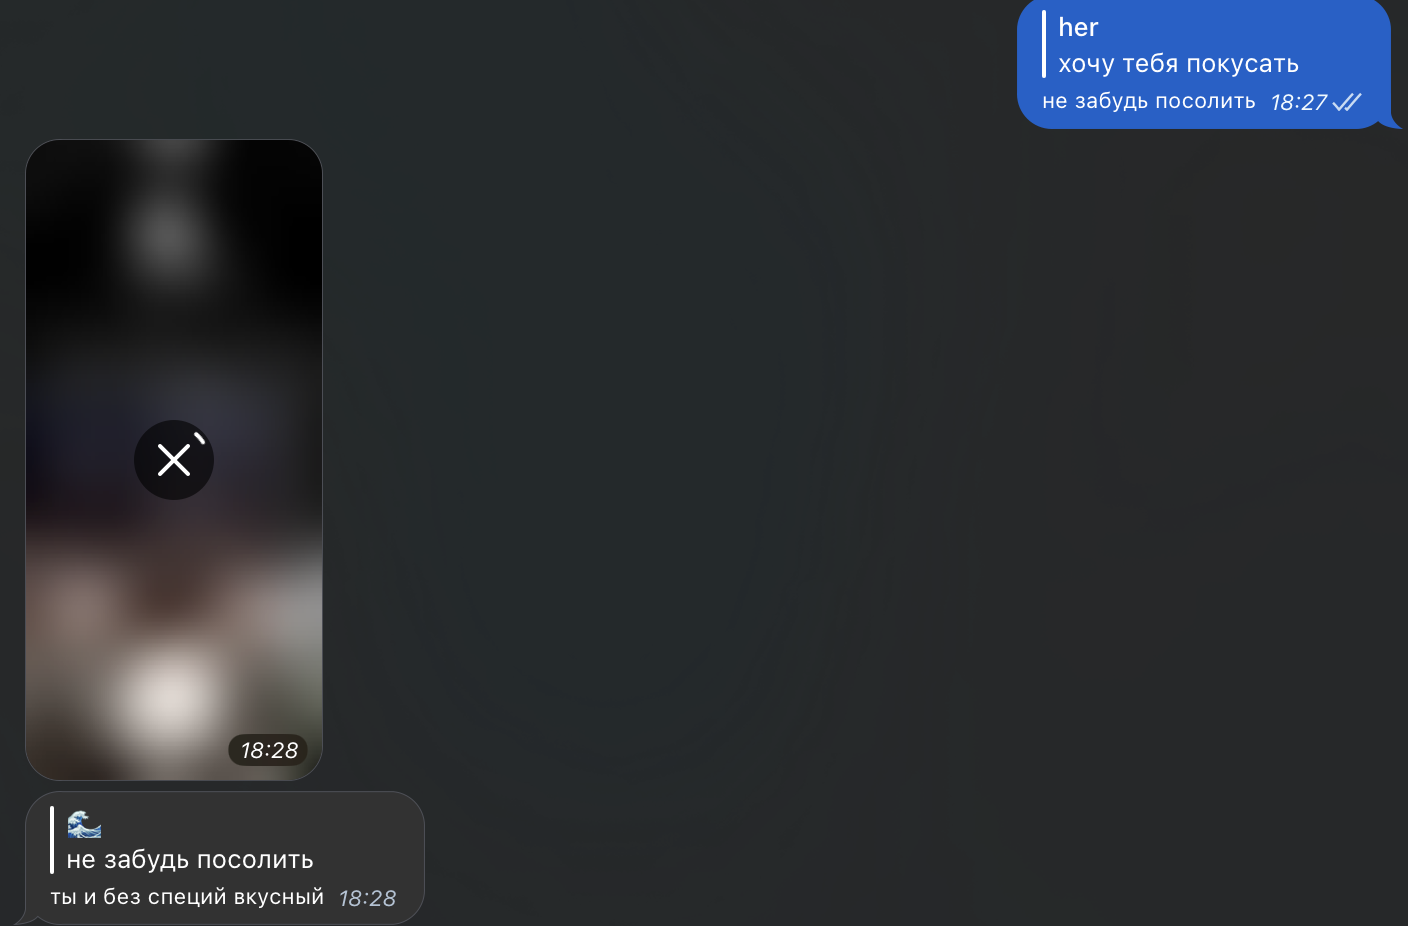 her
хочу тебя покусать
не забудь посолить 18:27
18:28
🌊
не забудь посолить
ты и без специй вкусный 18:28